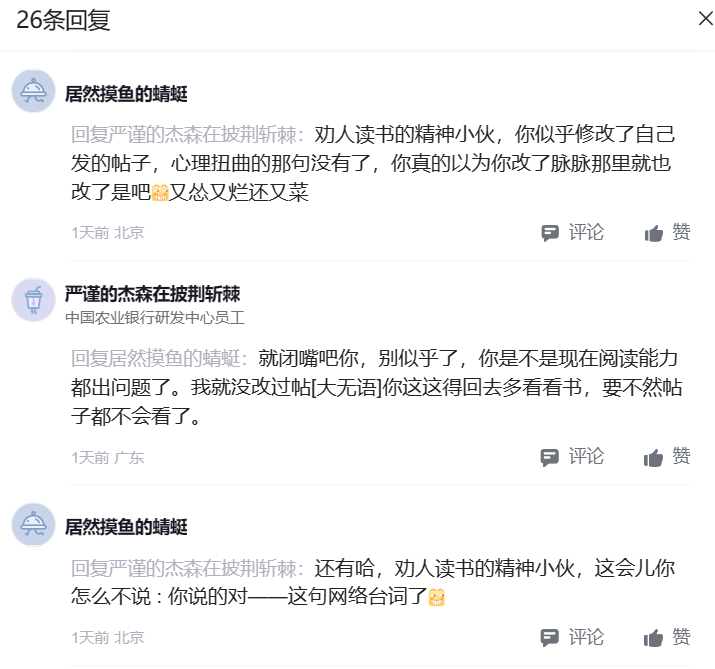 26条回复
居然摸鱼的蜻蜓
回复严谨的杰森在披荆斩棘：劝人读书的精神小伙，你似乎修改了自己
发的帖子，心理扭曲的那句没有了，你真的以为你改了脉脉那里就也
改了是吧又怂又烂还又菜
1天前 北京
评论 赞
严谨的杰森在披荆斩棘
中国农业银行研发中心员工
回复居然摸鱼的蜻蜓：就闭嘴吧你，别似乎了，你是不是现在阅读能力
都出问题了。我就没改过帖[大无语]你这这得回去多看看书，要不然帖
子都不会看了。
1天前 广东
评论 赞
居然摸鱼的蜻蜓
回复严谨的杰森在披荆斩棘：还有哈，劝人读书的精神小伙，这会儿你
怎么不说 : 你说的对——这句网络台词了
1天前 北京
评论 赞